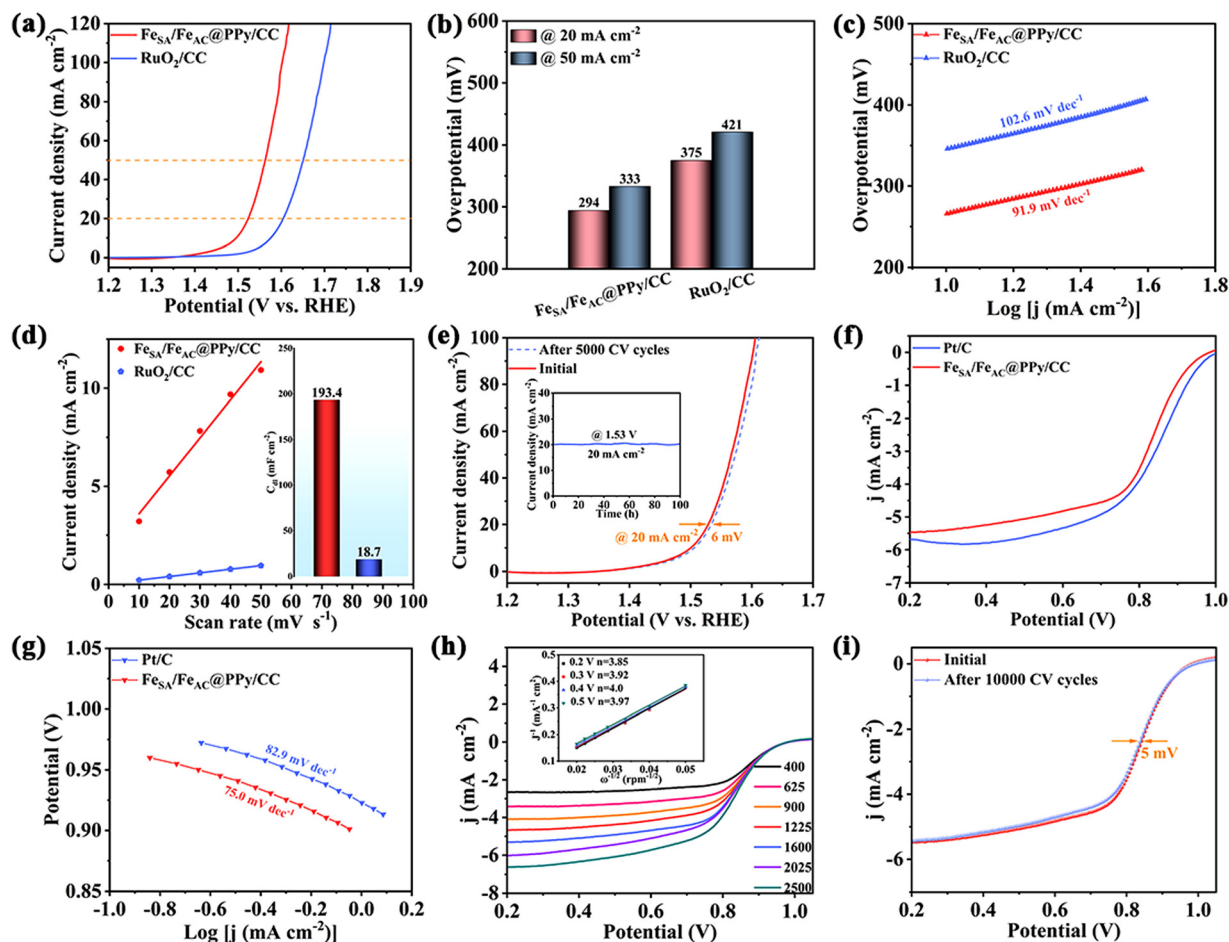 (a)
Fe_SA/Fe_AC@PPy/CC
RuO₂/CC
Current density (mA cm⁻²)
120
100
80
60
40
20
0
1.2 1.3 1.4 1.5 1.6 1.7 1.8 1.9
Potential (V vs. RHE)
(b)
@ 20 mA cm⁻²
@ 50 mA cm⁻²
Overpotential (mV)
600
500
400
300
200
294
333
375
421
Fe_SA/Fe_AC@PPy/CC
RuO₂/CC
(c)
Fe_SA/Fe_AC@PPy/CC
RuO₂/CC
Overpotential (mV)
500
400
300
200
102.6 mV dec⁻¹
91.9 mV dec⁻¹
1.0 1.2 1.4 1.6 1.8
Log [j (mA cm⁻²)]
(d)
Fe_SA/Fe_AC@PPy/CC
RuO₂/CC
Current density (mA cm⁻²)
10
5
0
0 10 20 30 40 50 60 70 80 90 100
Scan rate (mV s⁻¹)
C_dl (mF cm⁻²)
250
200
150
100
50
0
193.4
18.7
(e)
After 5000 CV cycles
Initial
Current density (mA cm⁻²)
100
80
60
40
20
0
1.2 1.3 1.4 1.5 1.6 1.7
Potential (V vs. RHE)
Current density (mA cm⁻²)
40
30
20
10
0
@ 1.53 V
20 mA cm⁻²
0 20 40 60 80 100
Time (h)
@ 20 mA cm⁻²
6 mV
(f)
Pt/C
Fe_SA/Fe_AC@PPy/CC
j (mA cm⁻²)
0
-1
-2
-3
-4
-5
-6
-7
0.2 0.4 0.6 0.8 1.0
Potential (V)
(g)
Pt/C
Fe_SA/Fe_AC@PPy/CC
Potential (V)
1.05
1.00
0.95
0.90
0.85
82.9 mV dec⁻¹
75.0 mV dec⁻¹
-1.0 -0.8 -0.6 -0.4 -0.2 0.0 0.2
Log [j (mA cm⁻²)]
(h)
j (mA cm⁻²)
4
2
0
-2
-4
-6
-8
0.2 0.4 0.6 0.8 1.0
Potential (V)
J⁻¹ (mA⁻¹ cm²)
0.5
0.4
0.3
0.2
0.1
0.2 V n=3.85
0.3 V n=3.92
0.4 V n=4.0
0.5 V n=3.97
0.02 0.03 0.04 0.05
ω⁻¹/² (rpm⁻¹/²)
400
625
900
1225
1600
2025
2500
(i)
Initial
After 10000 CV cycles
j (mA cm⁻²)
0
-2
-4
-6
5 mV
0.2 0.4 0.6 0.8 1.0
Potential (V)